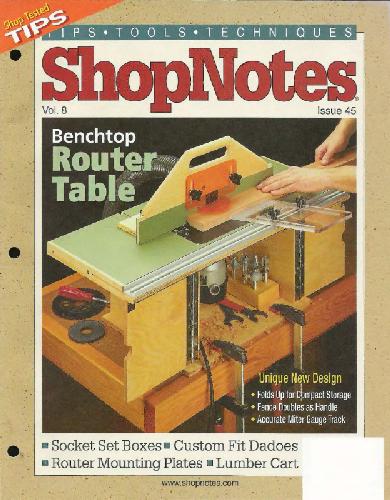 Shop Tested
TIPS
TIPS • TOOLS • TECHNIQUES
ShopNotes®
Vol. 8
Issue 45
Benchtop
Router
Table
Unique New Design
• Folds Up for Compact Storage
• Fence Doubles as Handle
• Accurate Miter Gauge Track
■ Socket Set Boxes ■ Custom Fit Dadoes
■ Router Mounting Plates ■ Lumber Cart
www.shopnotes.com